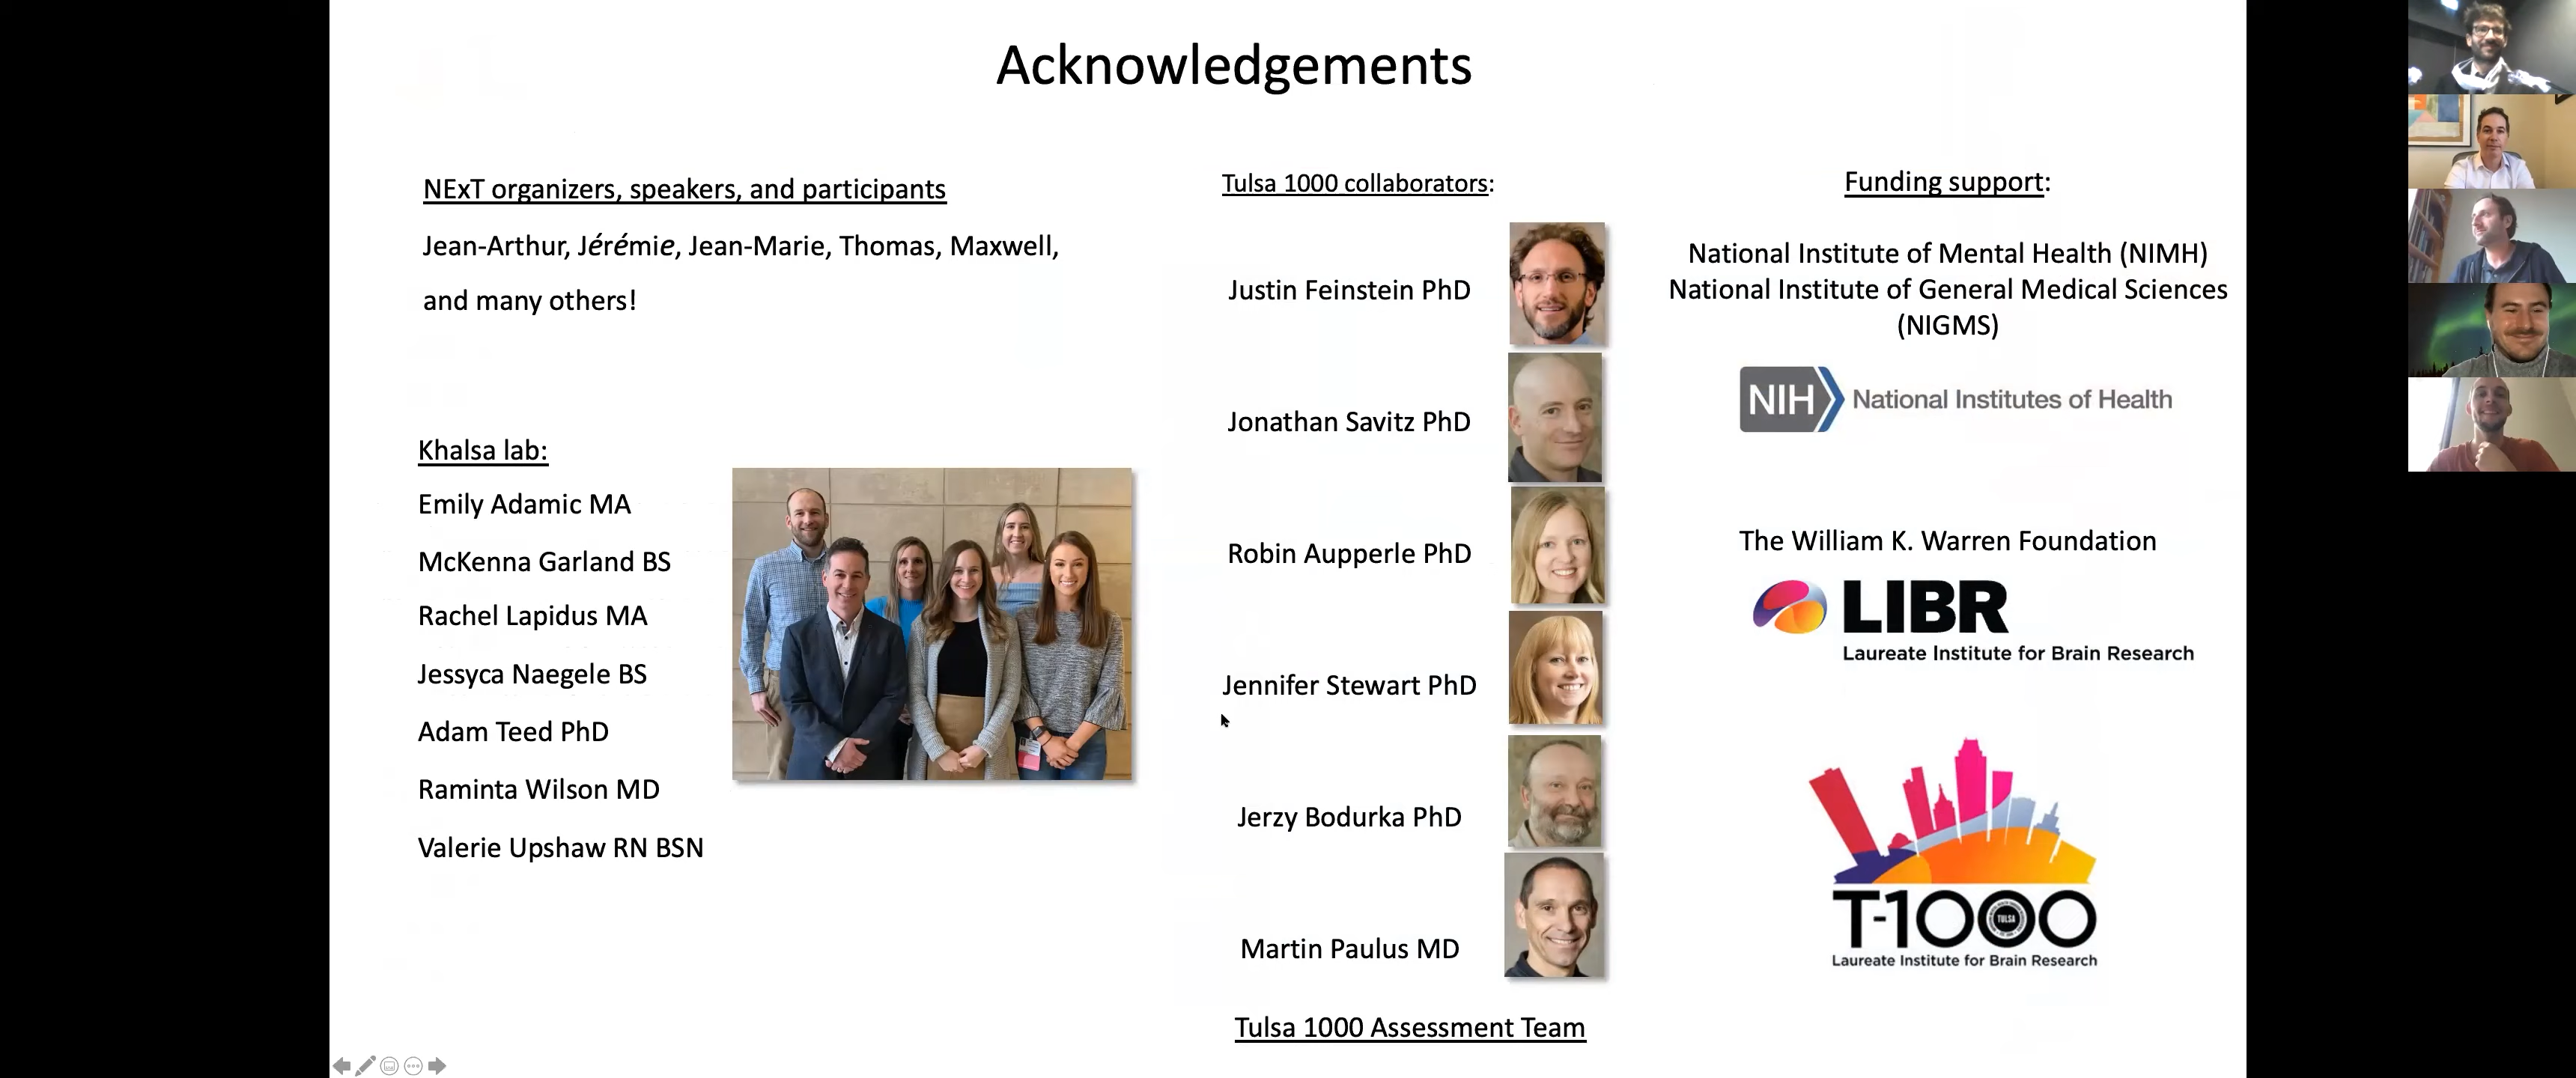 Acknowledgements
NExT organizers, speakers, and participants
Jean-Arthur, Jérémie, Jean-Marie, Thomas, Maxwell,
and many others!
Khalsa lab:
Emily Adamic MA
McKenna Garland BS
Rachel Lapidus MA
Jessyca Naegele BS
Adam Teed PhD
Raminta Wilson MD
Valerie Upshaw RN BSN
Tulsa 1000 collaborators:
Justin Feinstein PhD
Jonathan Savitz PhD
Robin Aupperle PhD
Jennifer Stewart PhD
Jerzy Bodurka PhD
Martin Paulus MD
Tulsa 1000 Assessment Team
Funding support:
National Institute of Mental Health (NIMH)
National Institute of General Medical Sciences
(NIGMS)
NIH National Institutes of Health
The William K. Warren Foundation
LIBR
Laureate Institute for Brain Research
T-1000
TULSA
Laureate Institute for Brain Research